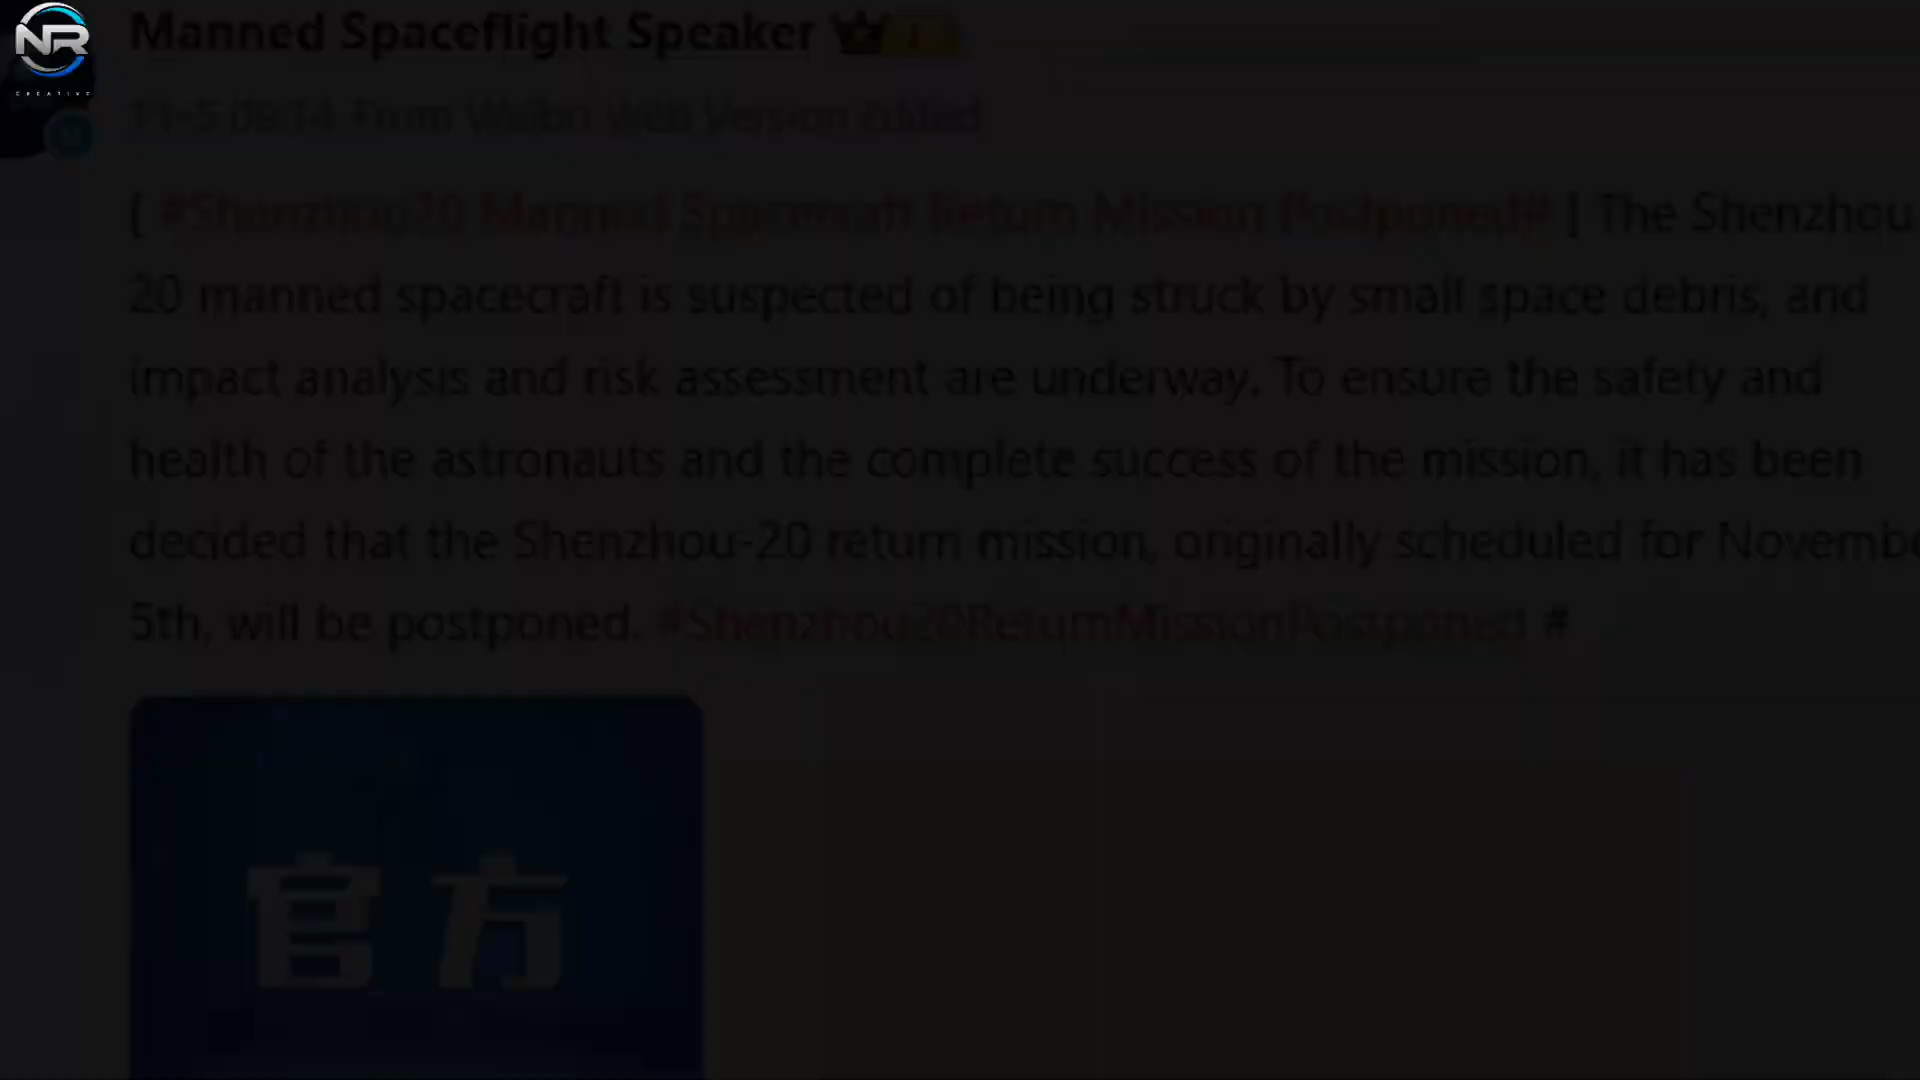 NR
CREATIVE
Manned Spaceflight Speaker
11-5 09:14 From Weibo Web Version Edited
[ #Shenzhou20 Manned Spacecraft Return Mission Postponed# ] The Shenzhou
20 manned spacecraft is suspected of being struck by small space debris, and
impact analysis and risk assessment are underway. To ensure the safety and
health of the astronauts and the complete success of the mission, it has been
decided that the Shenzhou-20 return mission, originally scheduled for Novembe
5th, will be postponed. #Shenzhou20ReturnMissionPostponed #
官方